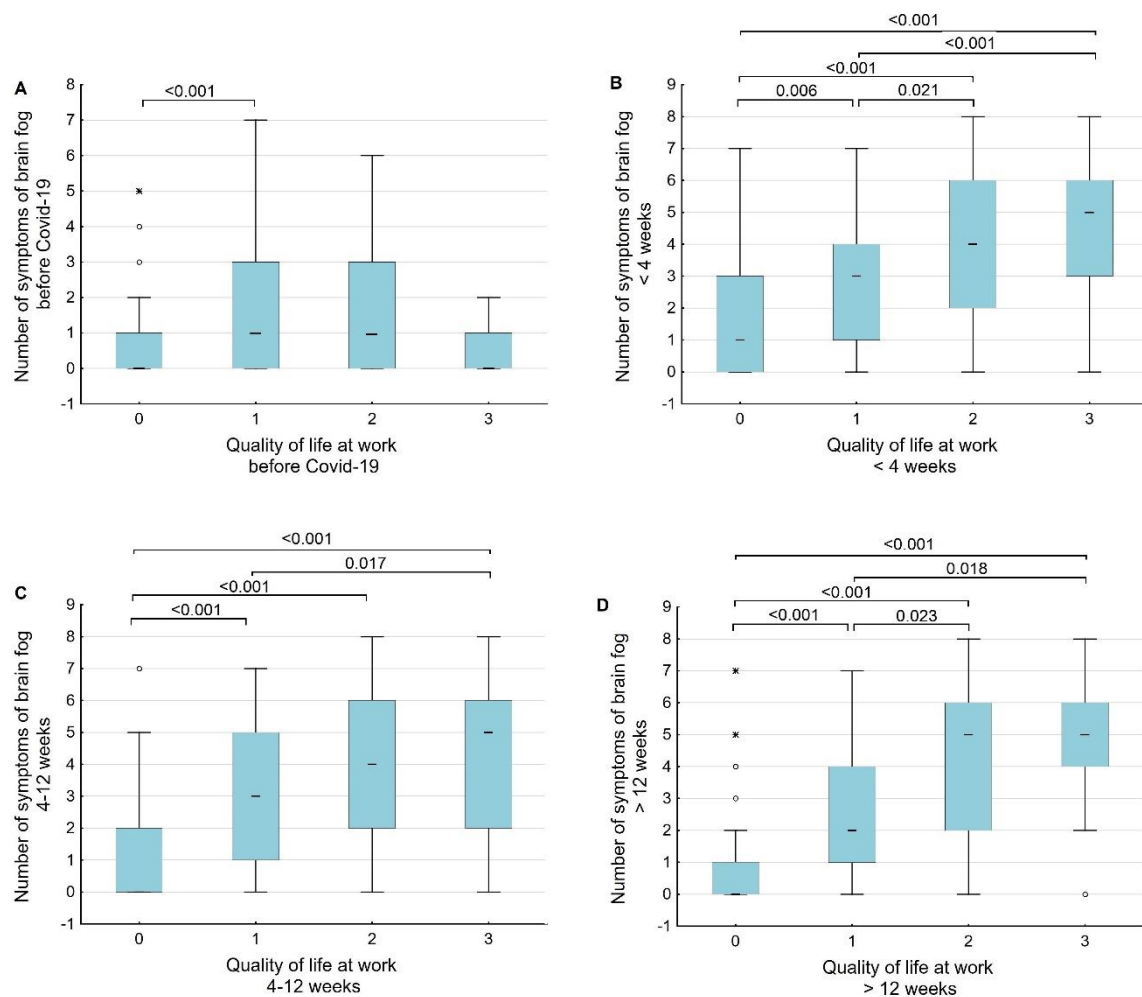 A
Number of symptoms of brain fog
before Covid-19
<0.001
8
7
6
5
4
3
2
1
0
-1
0 1 2 3
Quality of life at work
before Covid-19
B
Number of symptoms of brain fog
< 4 weeks
<0.001
<0.001
<0.001
0.006 0.021
9
8
7
6
5
4
3
2
1
0
-1
0 1 2 3
Quality of life at work
< 4 weeks
C
Number of symptoms of brain fog
4-12 weeks
<0.001
0.017
<0.001
<0.001
9
8
7
6
5
4
3
2
1
0
-1
0 1 2 3
Quality of life at work
4-12 weeks
D
Number of symptoms of brain fog
> 12 weeks
<0.001
0.018
<0.001
<0.001 0.023
9
8
7
6
5
4
3
2
1
0
-1
0 1 2 3
Quality of life at work
> 12 weeks